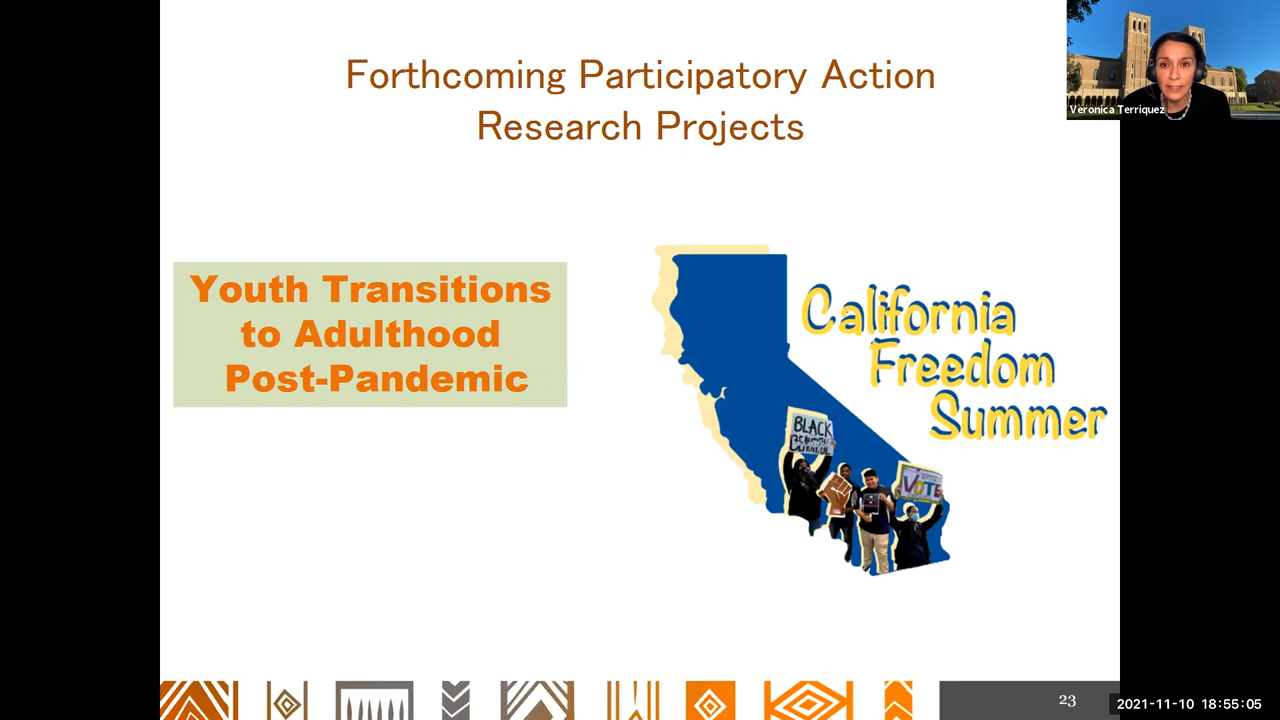 Forthcoming Participatory Action
Research Projects
Veronica Terriquez
Youth Transitions
to Adulthood
Post-Pandemic
California
Freedom
Summer
BLACK
VOTE
23
2021-11-10 18:55:05